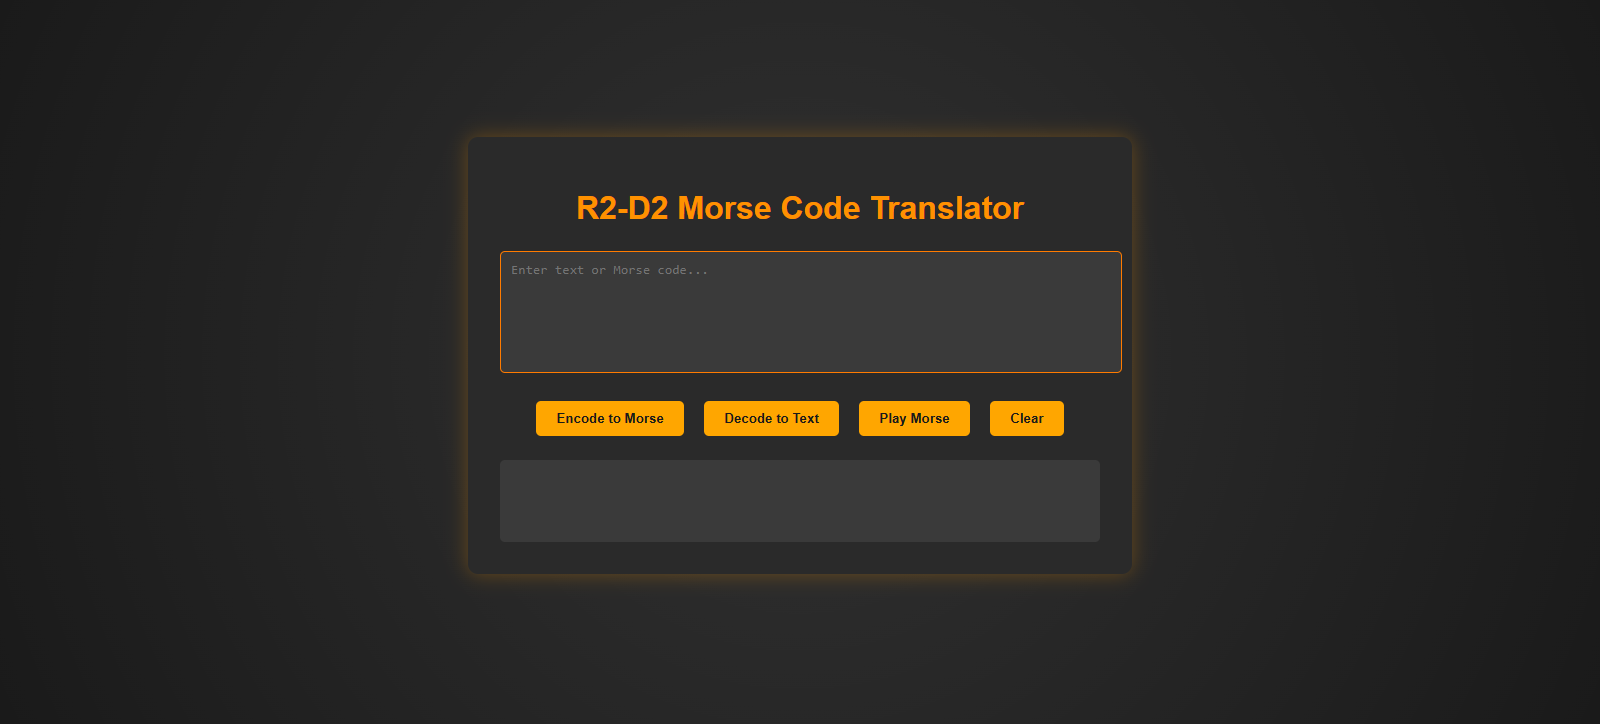 R2-D2 Morse Code Translator
Enter text or Morse code...
Encode to Morse Decode to Text Play Morse Clear